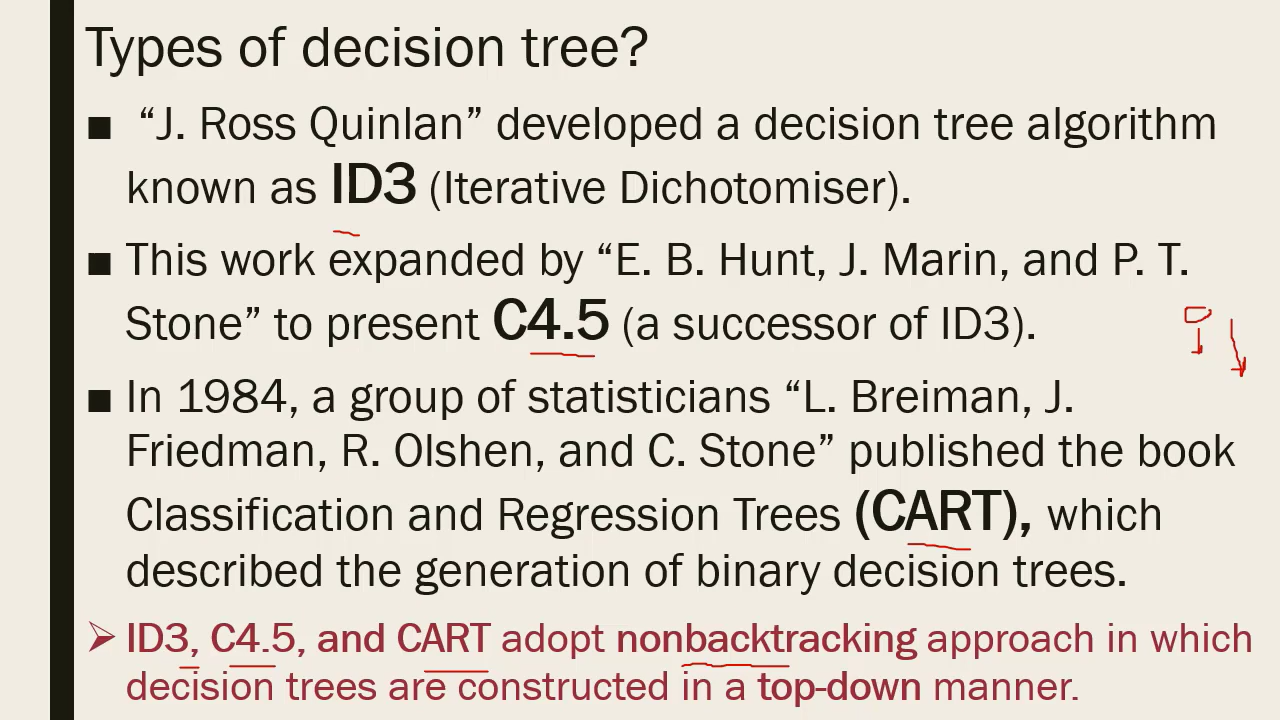 Types of decision tree?
■ “J. Ross Quinlan” developed a decision tree algorithm
known as ID3 (Iterative Dichotomiser).
■ This work expanded by “E. B. Hunt, J. Marin, and P. T.
Stone” to present C4.5 (a successor of ID3).
■ In 1984, a group of statisticians “L. Breiman, J.
Friedman, R. Olshen, and C. Stone” published the book
Classification and Regression Trees (CART), which
described the generation of binary decision trees.
➢ ID3, C4.5, and CART adopt nonbacktracking approach in which
decision trees are constructed in a top-down manner.